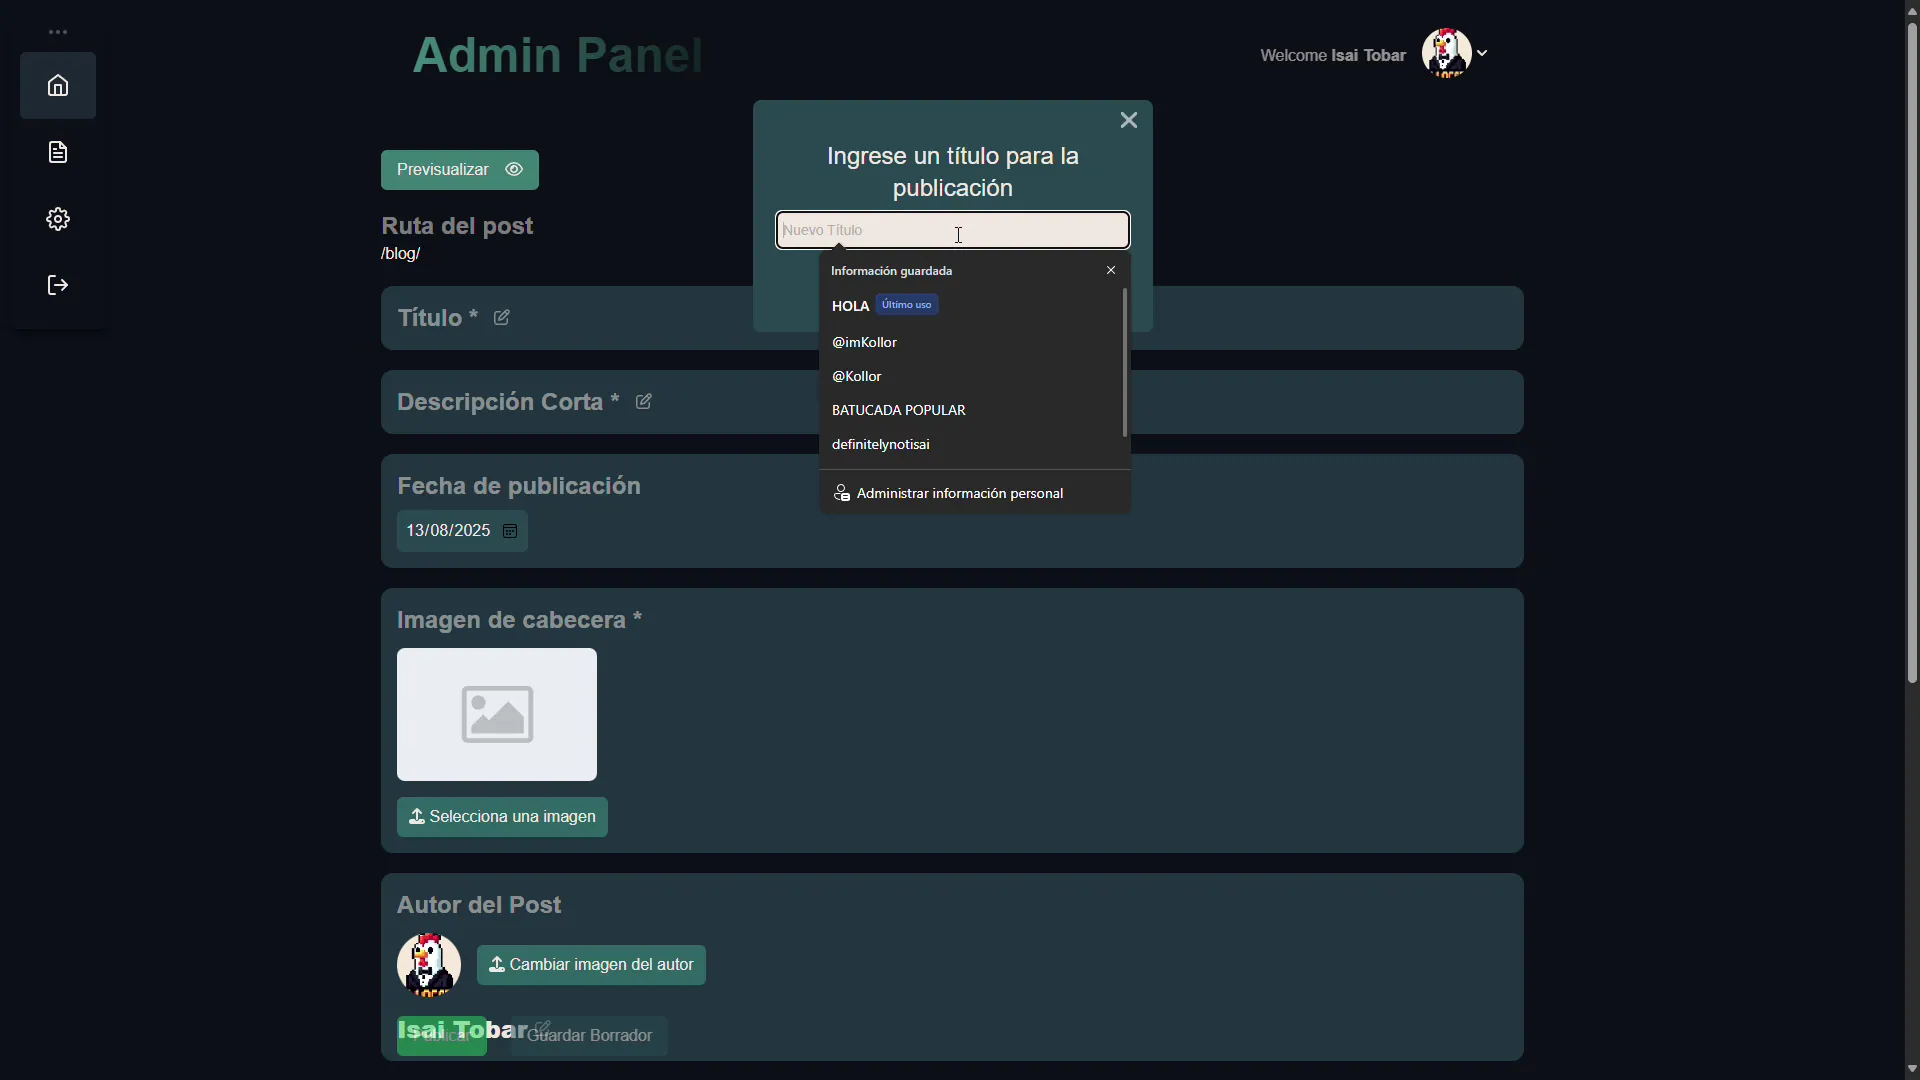 Admin Panel
Welcome Isai Tobar
Previsualizar
Ruta del post
/blog/
Ingrese un título para la
publicación
Nuevo Título
Información guardada
HOLA Último uso
@imKollor
@Kollor
BATUCADA POPULAR
definitelynotisai
Administrar información personal
Título *
Descripción Corta *
Fecha de publicación
13/08/2025
Imagen de cabecera *
Selecciona una imagen
Autor del Post
Cambiar imagen del autor
Isai Tobar
Publicar
Guardar Borrador